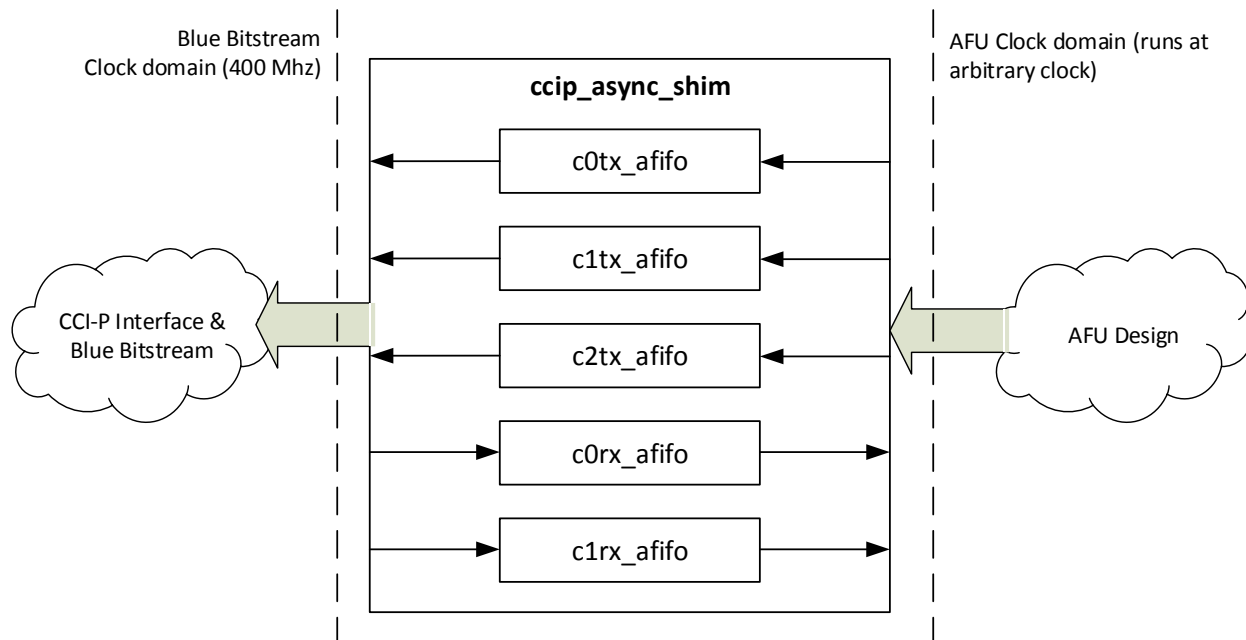 Blue Bitstream
Clock domain (400 Mhz)
AFU Clock domain (runs at
arbitrary clock)
ccip_async_shim
c0tx_afifo
c1tx_afifo
c2tx_afifo
c0rx_afifo
c1rx_afifo
CCI-P Interface &
Blue Bitstream
AFU Design